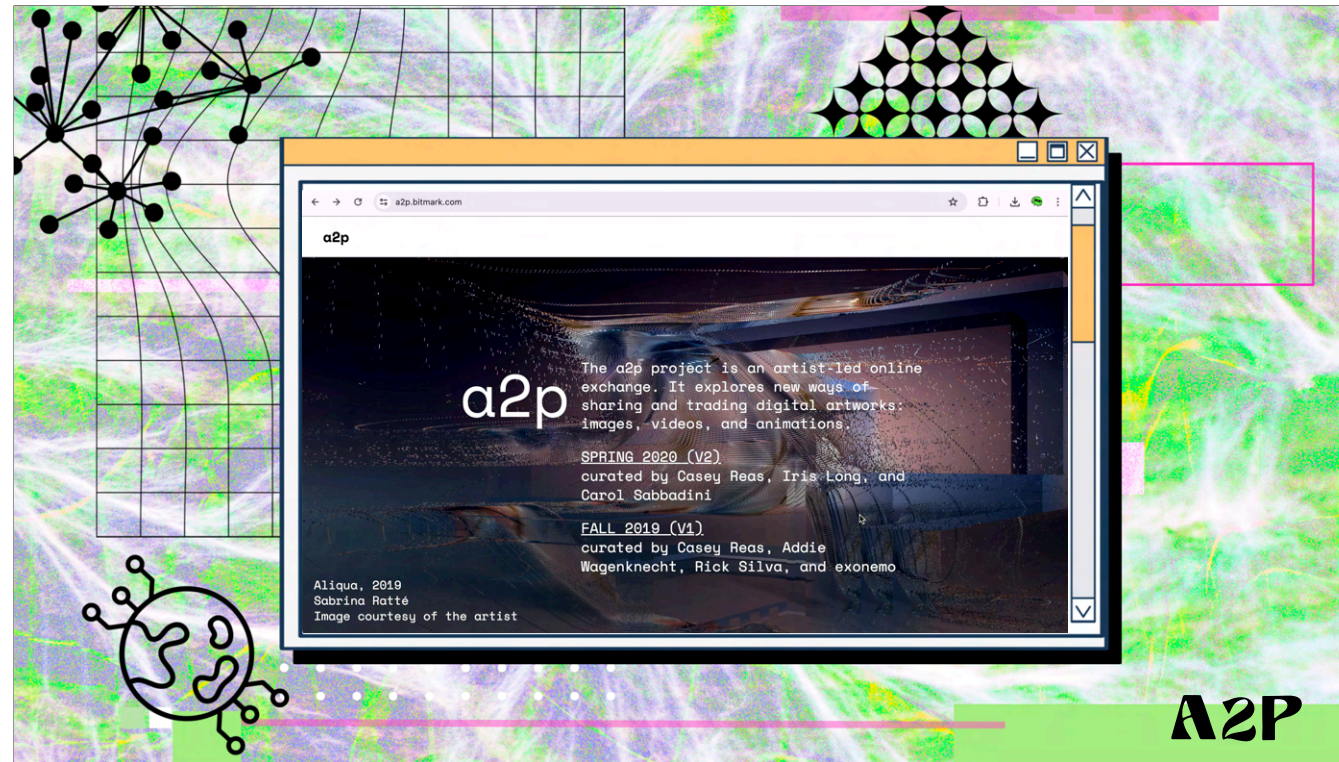 a2p.bitmark.com
a2p
a2p
The a2p project is an artist-led online
exchange. It explores new ways of
sharing and trading digital artworks:
images, videos, and animations.
SPRING 2020 (V2)
curated by Casey Reas, Iris Long, and
Carol Sabbadini
FALL 2019 (V1)
curated by Casey Reas, Addie
Wagenknecht, Rick Silva, and exonemo
Aliqua, 2019
Sabrina Ratté
Image courtesy of the artist
A2P